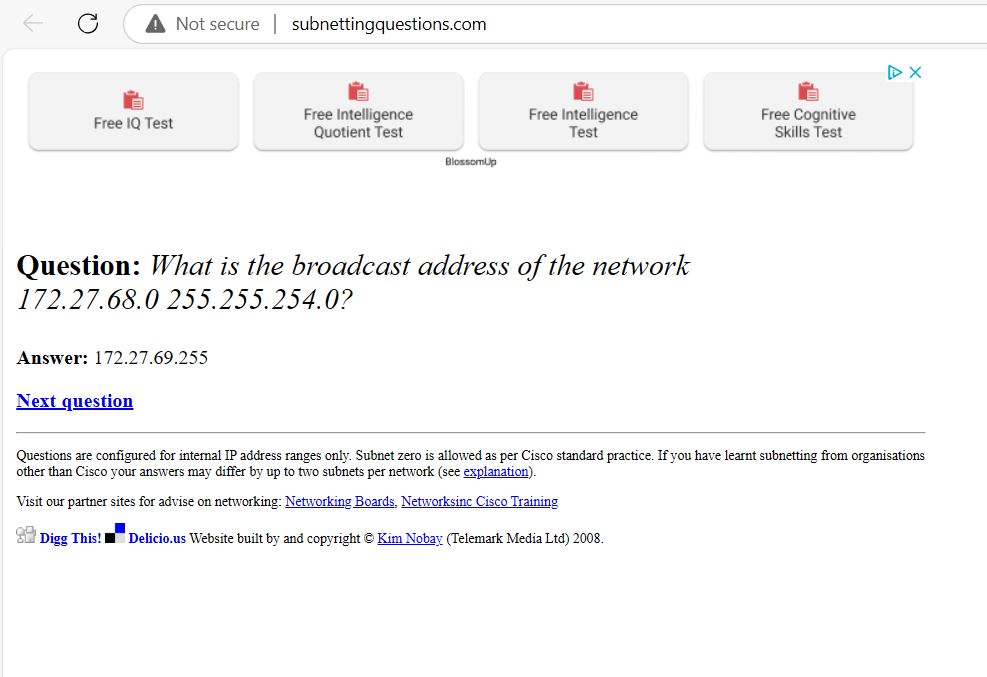 Not secure | subnettingquestions.com
Free IQ Test
Free Intelligence
Quotient Test
Free Intelligence
Test
Free Cognitive
Skills Test
BlossomUp
Question: What is the broadcast address of the network
172.27.68.0 255.255.254.0?
Answer: 172.27.69.255
Next question
Questions are configured for internal IP address ranges only. Subnet zero is allowed as per Cisco standard practice. If you have learnt subnetting from organisations
other than Cisco your answers may differ by up to two subnets per network (see explanation).
Visit our partner sites for advise on networking: Networking Boards, Networksinc Cisco Training
Digg This! Delicio.us Website built by and copyright © Kim Nobay (Telemark Media Ltd) 2008.